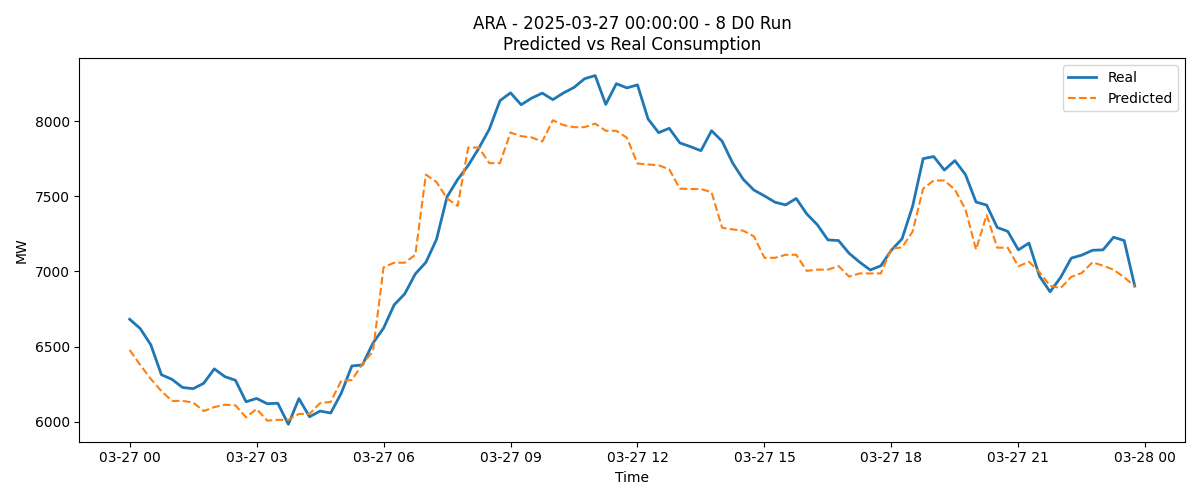 ARA - 2025-03-27 00:00:00 - 8 D0 Run
Predicted vs Real Consumption
Real
Predicted
MW
8000
7500
7000
6500
6000
03-27 00
03-27 03
03-27 06
03-27 09
03-27 12
03-27 15
03-27 18
03-27 21
03-28 00
Time